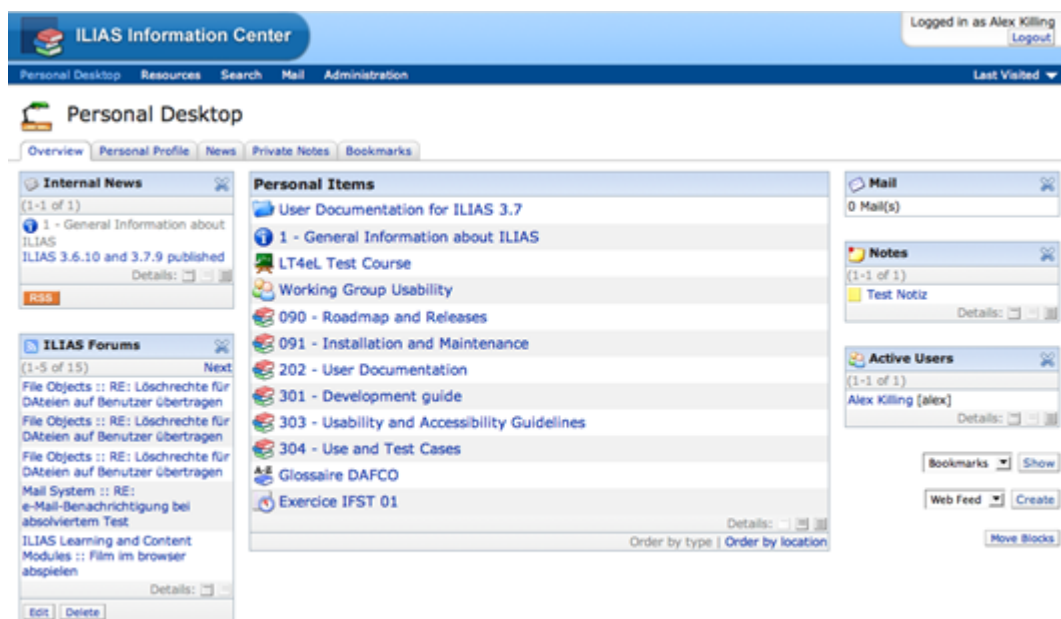 ILIAS Information Center
Logged in as Alex Killing
Logout
Personal Desktop Resources Search Mail Administration
Last Visited
Personal Desktop
Overview Personal Profile News Private Notes Bookmarks
Internal News
(1-1 of 1)
1 - General Information about
ILIAS
ILIAS 3.6.10 and 3.7.9 published
Details:
RSS
ILIAS Forums
(1-5 of 15) Next
File Objects :: RE: Löschrechte für
DAteien auf Benutzer übertragen
File Objects :: RE: Löschrechte für
DAteien auf Benutzer übertragen
File Objects :: RE: Löschrechte für
DAteien auf Benutzer übertragen
Mail System :: RE:
e-Mail-Benachrichtigung bei
absolviertem Test
ILIAS Learning and Content
Modules :: Film im browser
abspielen
Details:
Edit Delete
Personal Items
User Documentation for ILIAS 3.7
1 - General Information about ILIAS
LT4eL Test Course
Working Group Usability
090 - Roadmap and Releases
091 - Installation and Maintenance
202 - User Documentation
301 - Development guide
303 - Usability and Accessibility Guidelines
304 - Use and Test Cases
Glossaire DAFCO
Exercice IFST 01
Details:
Order by type | Order by location
Mail
0 Mail(s)
Notes
(1-1 of 1)
Test Notiz
Details:
Active Users
(1-1 of 1)
Alex Killing [alex]
Details:
Bookmarks Show
Web Feed Create
Move Blocks